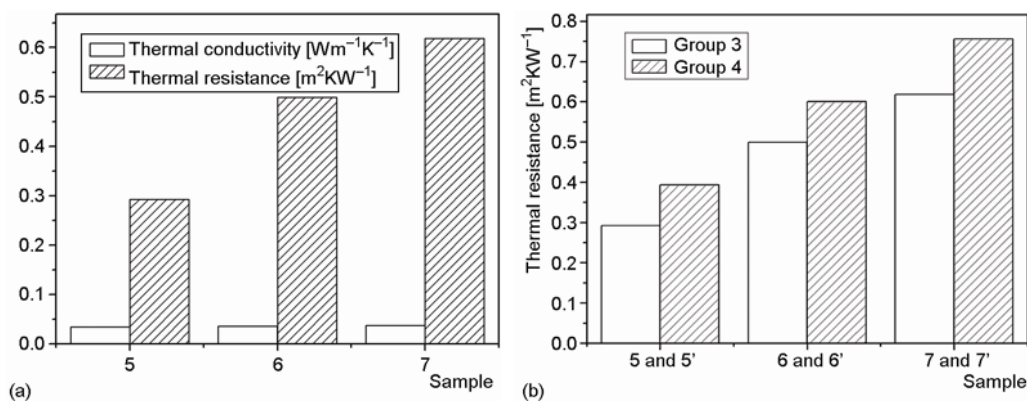 0.6
0.5
0.4
0.3
0.2
0.1
0.0
Thermal conductivity [Wm⁻¹K⁻¹]
Thermal resistance [m²KW⁻¹]
5
6
7
Sample
(a)
Thermal resistance [m²KW⁻¹]
0.8
0.7
0.6
0.5
0.4
0.3
0.2
0.1
0.0
Group 3
Group 4
5 and 5’
6 and 6’
7 and 7’
Sample
(b)